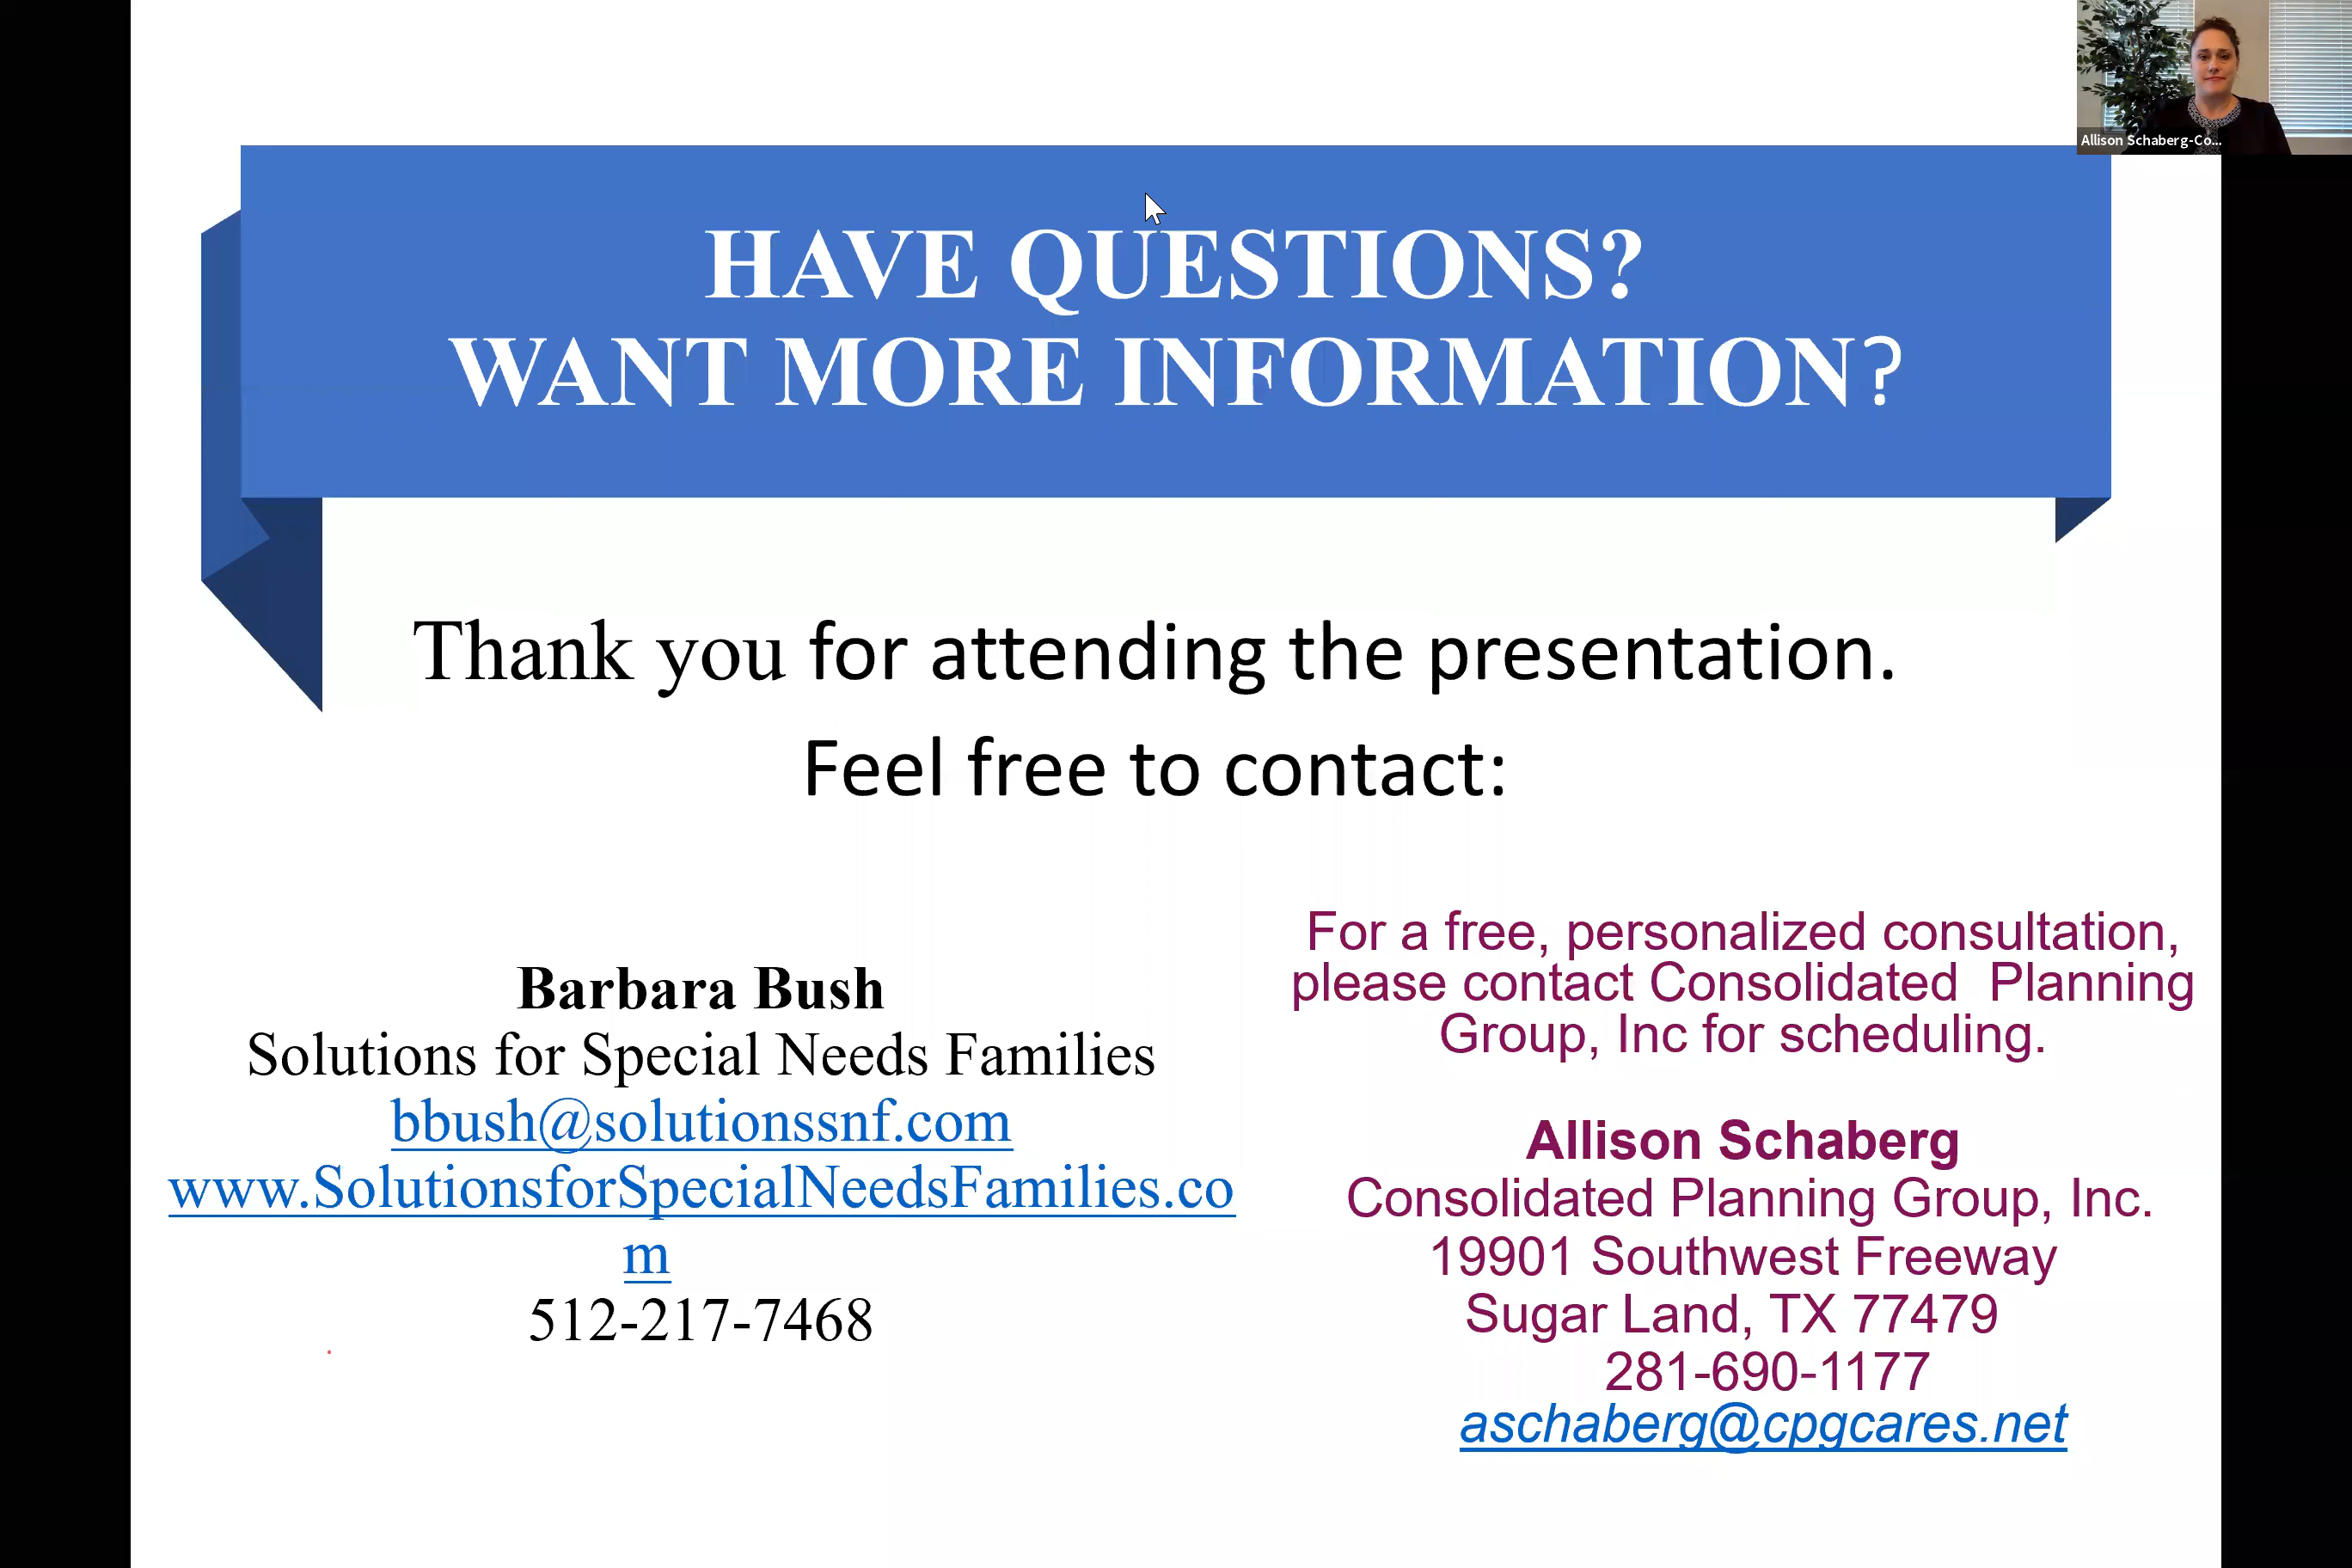 Allison Schaberg-Co...
HAVE QUESTIONS?
WANT MORE INFORMATION?
Thank you for attending the presentation.
Feel free to contact:
Barbara Bush
Solutions for Special Needs Families
bbush@solutionssnf.com
www.SolutionsforSpecialNeedsFamilies.co
m
512-217-7468
For a free, personalized consultation,
please contact Consolidated  Planning
Group, Inc for scheduling.
Allison Schaberg
Consolidated Planning Group, Inc.
19901 Southwest Freeway
Sugar Land, TX 77479
281-690-1177
aschaberg@cpgcares.net